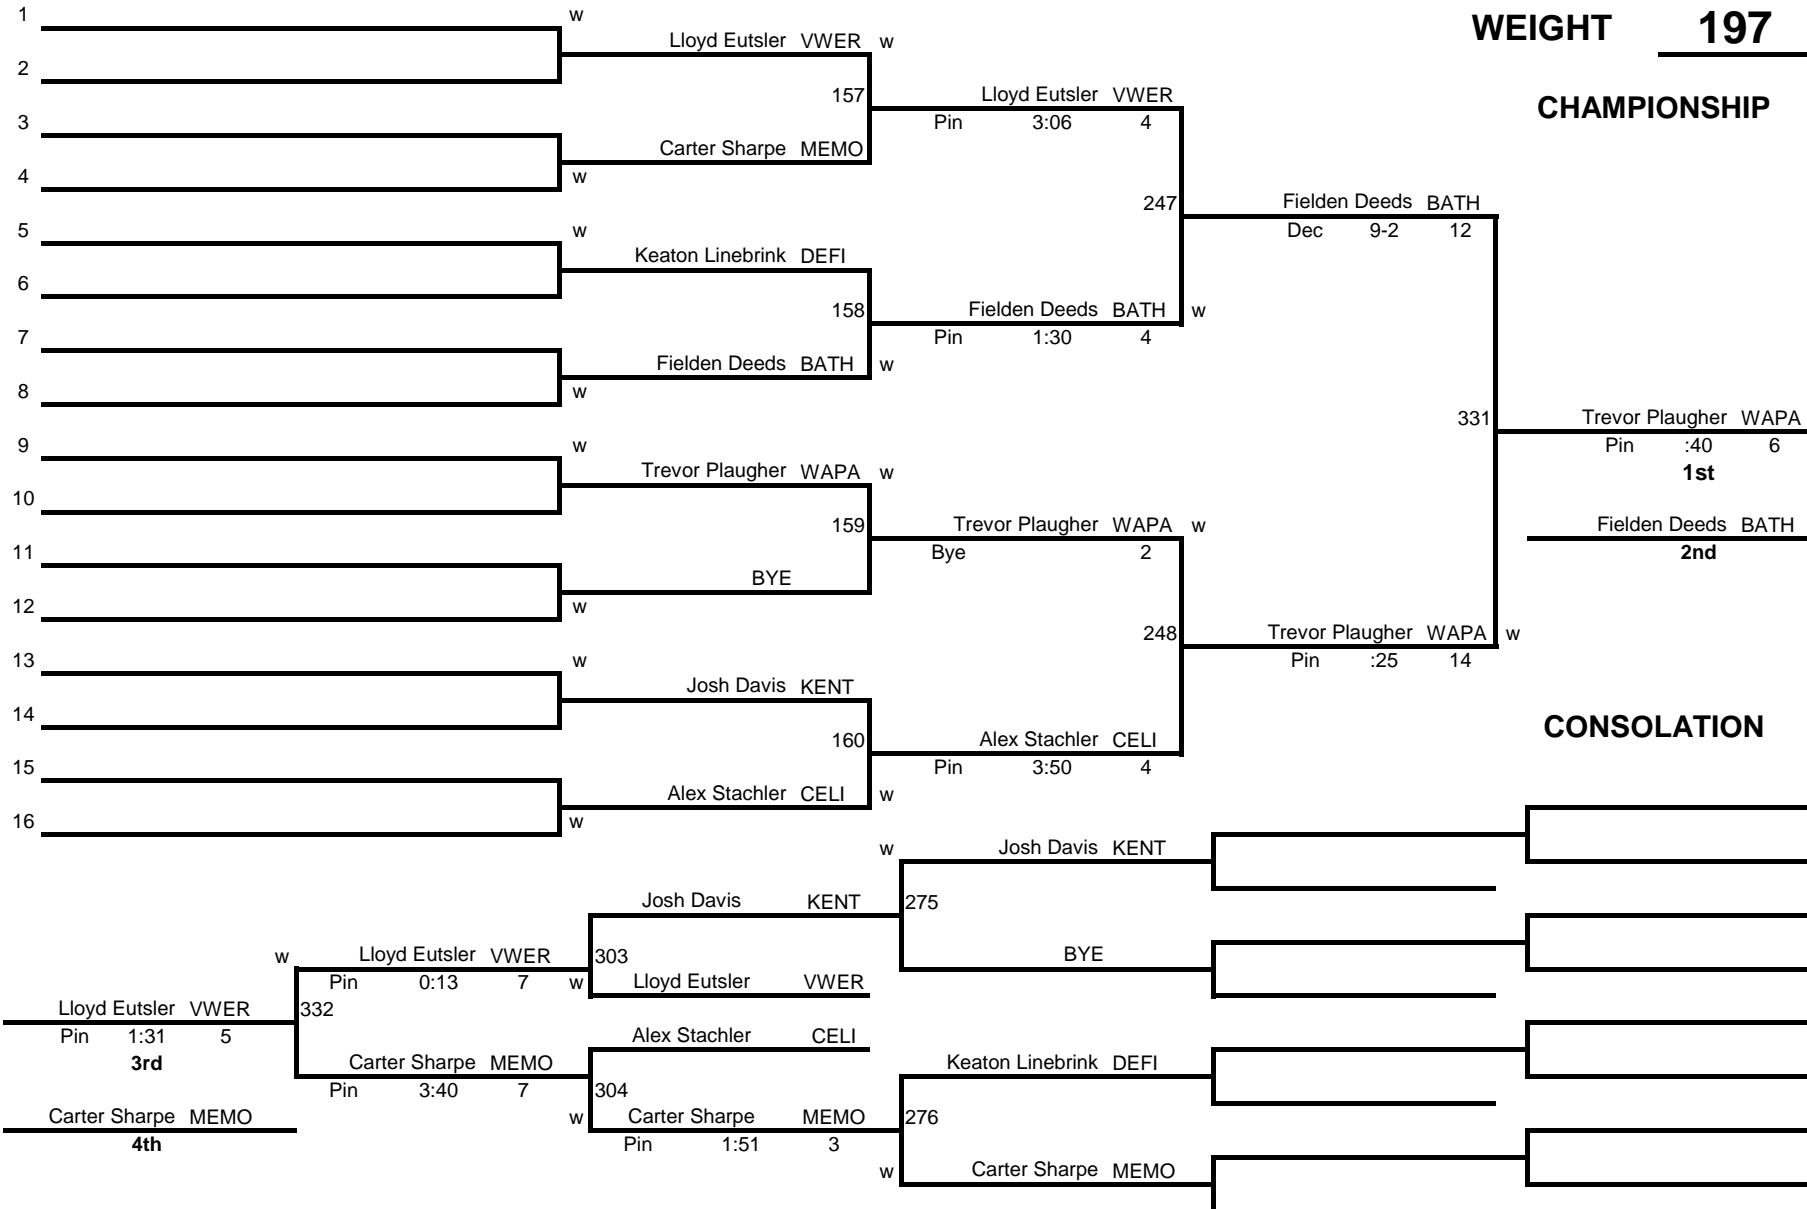 1 w WEIGHT 197
Lloyd Eutsler VWER w
2
157 Lloyd Eutsler VWER
CHAMPIONSHIP
3 Pin 3:06 4
Carter Sharpe MEMO
4 w
247 Fielden Deeds BATH
5 w Dec 9-2 12
Keaton Linebrink DEFI
6
158 Fielden Deeds BATH w
7 Pin 1:30 4
Fielden Deeds BATH w
8 w
331 Trevor Plaugher WAPA
9 w Pin :40 6
Trevor Plaugher WAPA w 1st
10
159 Trevor Plaugher WAPA w Fielden Deeds BATH
11 Bye 2 2nd
BYE
12 w
248 Trevor Plaugher WAPA w
13 w Pin :25 14
Josh Davis KENT
14
CONSOLATION
160 Alex Stachler CELI
15 Pin 3:50 4
Alex Stachler CELI w
16 w
w Josh Davis KENT
Josh Davis KENT 275
w Lloyd Eutsler VWER 303 BYE
Pin 0:13 7 w Lloyd Eutsler VWER
Lloyd Eutsler VWER 332
Pin 1:31 5 Alex Stachler CELI
3rd Carter Sharpe MEMO Keaton Linebrink DEFI
Pin 3:40 7 304
Carter Sharpe MEMO w Carter Sharpe MEMO 276
4th Pin 1:51 3
w Carter Sharpe MEMO